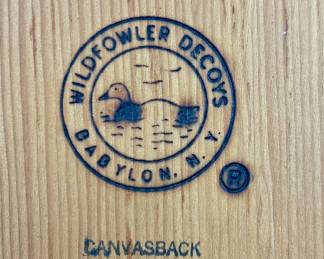 WILDFOWLER DECOYS
BABYLON, N. Y.
®
CANVASBACK